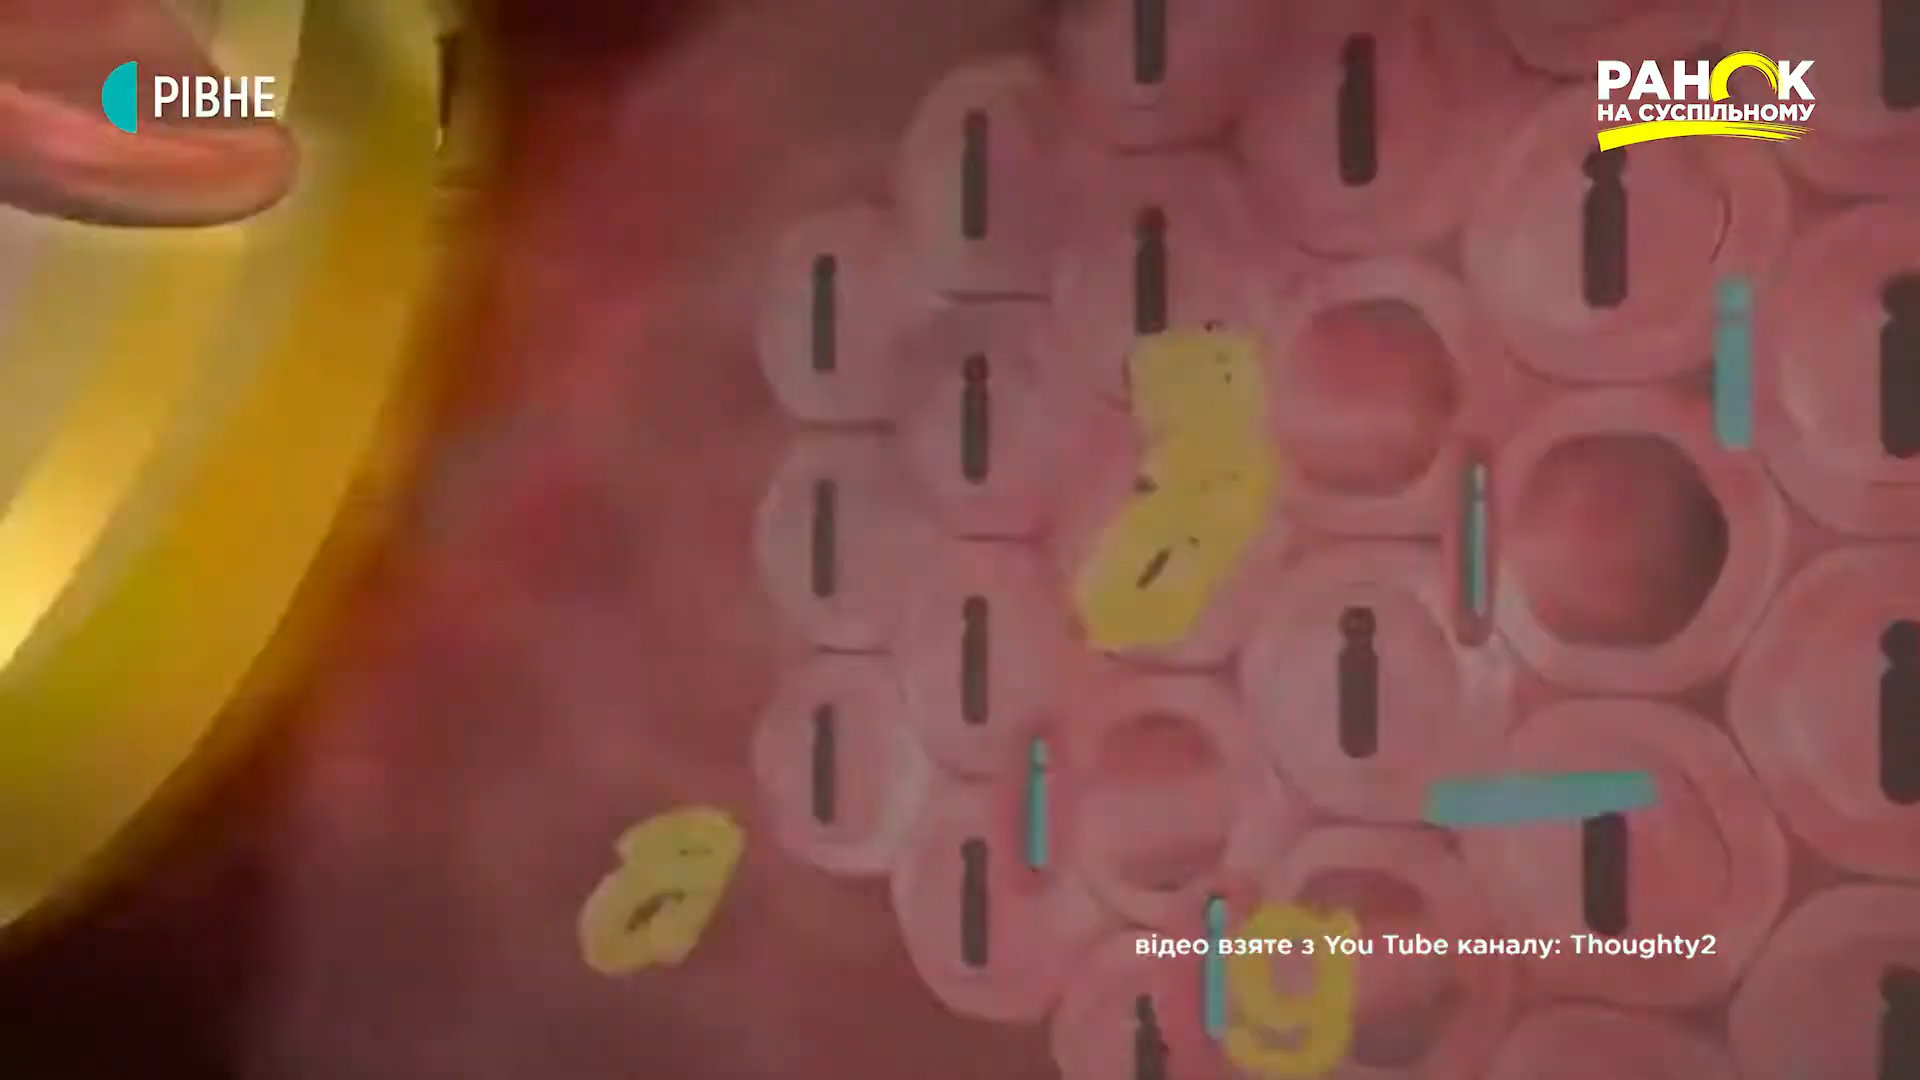 РІВНЕ
РАНОК
НА СУСПІЛЬНОМУ
відео взяте з You Tube каналу: Thoughty2